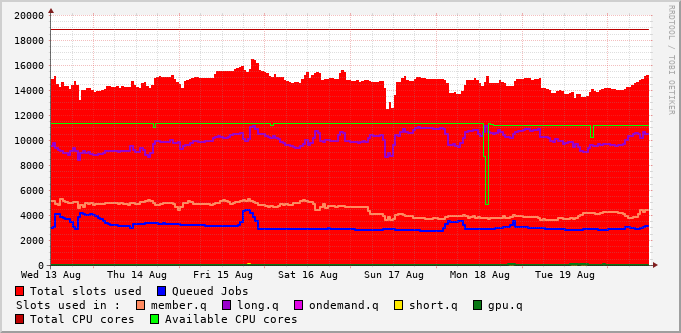 RRDTOOL / TOBI OETIKER
20000
18000
16000
14000
12000
10000
8000
6000
4000
2000
0
Wed 13 Aug Thu 14 Aug Fri 15 Aug Sat 16 Aug Sun 17 Aug Mon 18 Aug Tue 19 Aug
Total slots used Queued Jobs
Slots used in : member.q long.q ondemand.q short.q gpu.q
Total CPU cores Available CPU cores